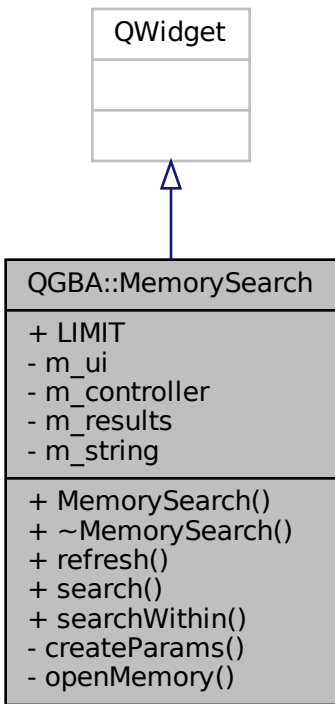 QWidget
QGBA::MemorySearch
+ LIMIT
- m_ui
- m_controller
- m_results
- m_string
+ MemorySearch()
+ ~MemorySearch()
+ refresh()
+ search()
+ searchWithin()
- createParams()
- openMemory()